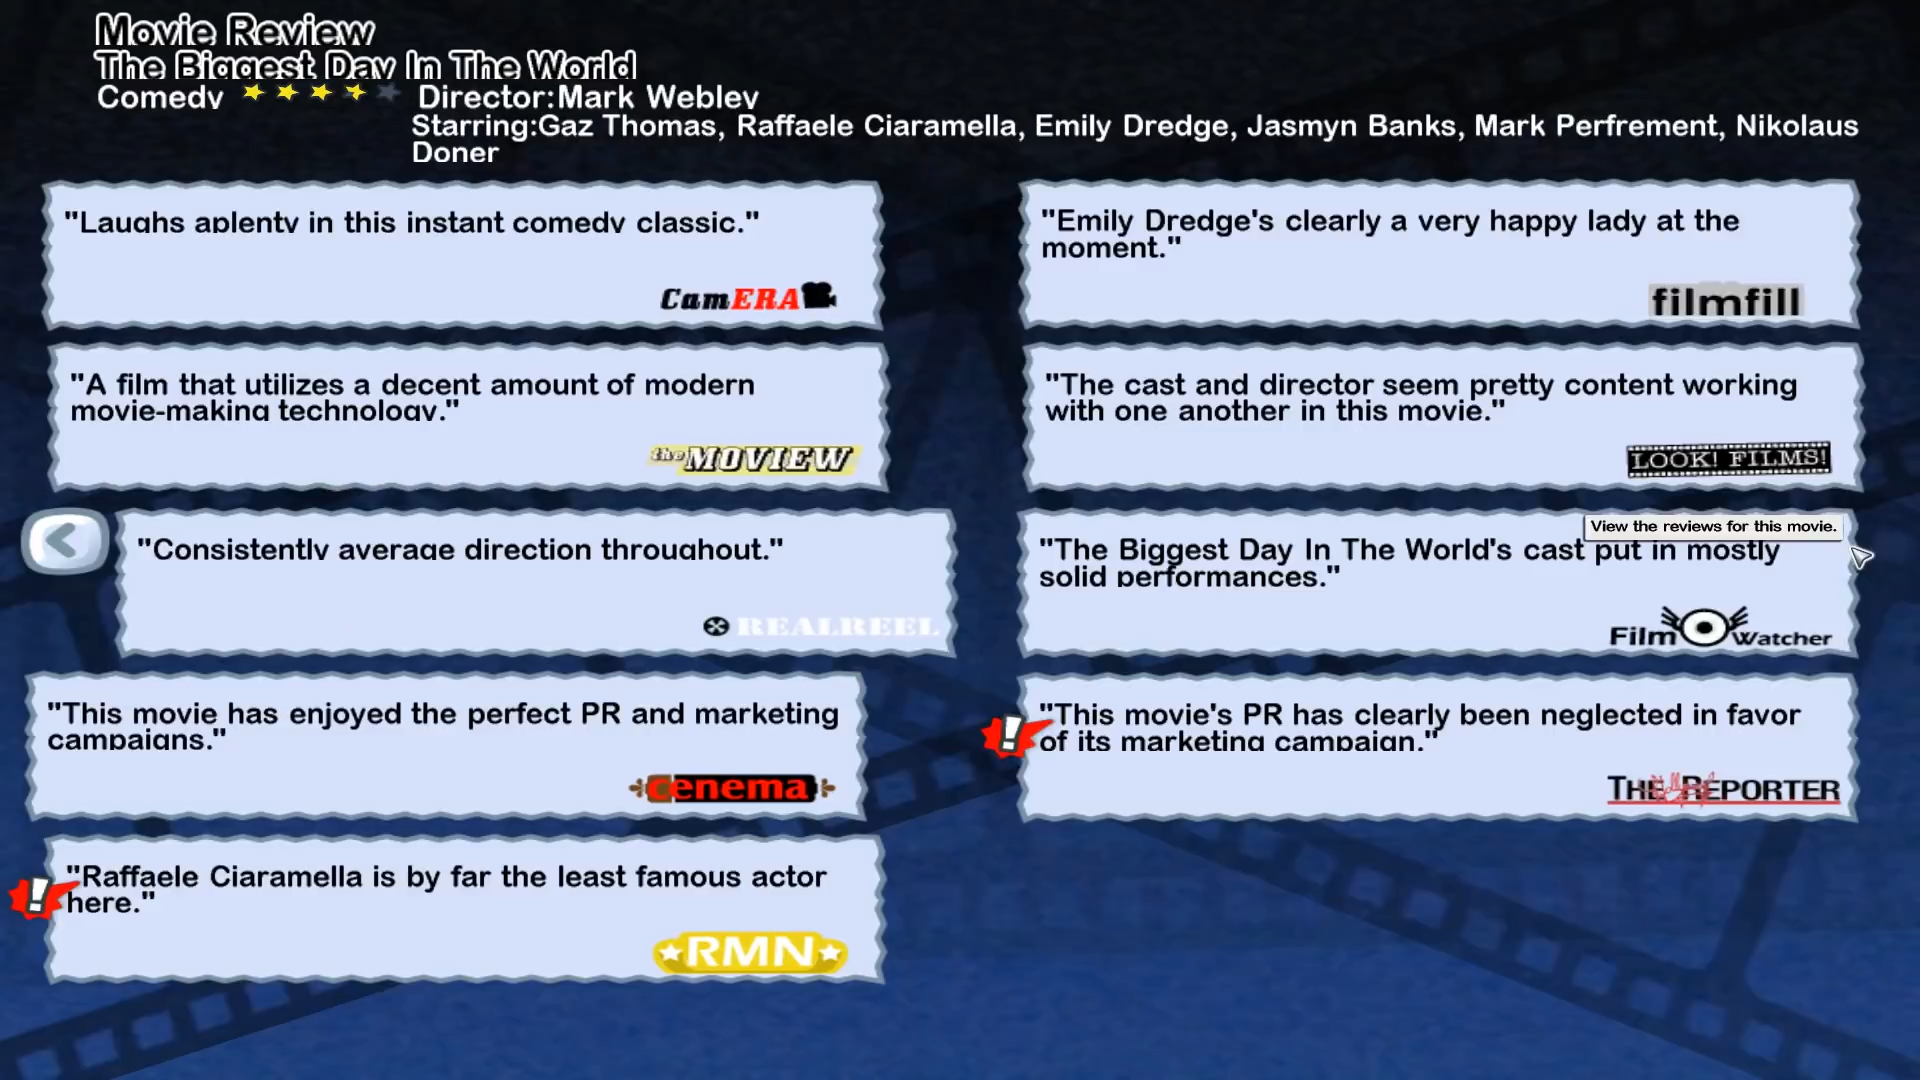 Movie Review
The Biggest Day In The World
Comedy
Director:Mark Webley
Starring:Gaz Thomas, Raffaele Ciaramella, Emily Dredge, Jasmyn Banks, Mark Perfrement, Nikolaus
Doner
"Laughs aplenty in this instant comedy classic."
CamERA
"Emily Dredge's clearly a very happy lady at the
moment."
filmfill
"A film that utilizes a decent amount of modern
movie-making technology."
the MOVIEW
"The cast and director seem pretty content working
with one another in this movie."
LOOK! FILMS!
"Consistently average direction throughout."
REALREEL
View the reviews for this movie.
"The Biggest Day In The World's cast put in mostly
solid performances."
Film Watcher
"This movie has enjoyed the perfect PR and marketing
campaigns."
cenema
"This movie's PR has clearly been neglected in favor
of its marketing campaign."
THE REPORTER
"Raffaele Ciaramella is by far the least famous actor
here."
RMN